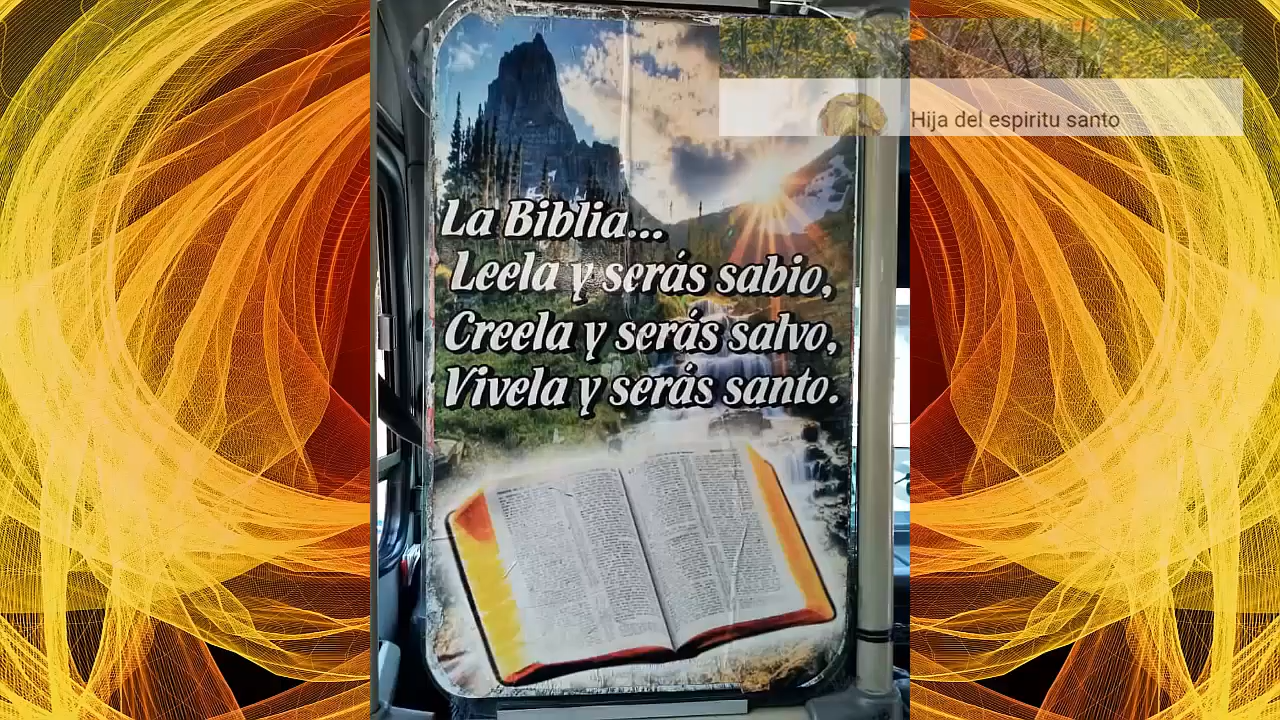 Hija del espiritu santo
La Biblia...
Leela y serás sabio,
Creela y serás salvo,
Vivela y serás santo.